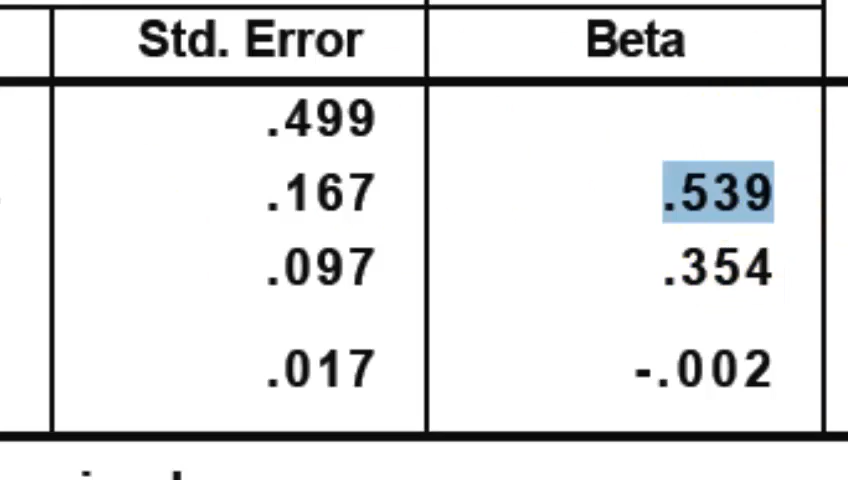 Std. Error Beta
.499
.167 .539
.097 .354
.017 -.002